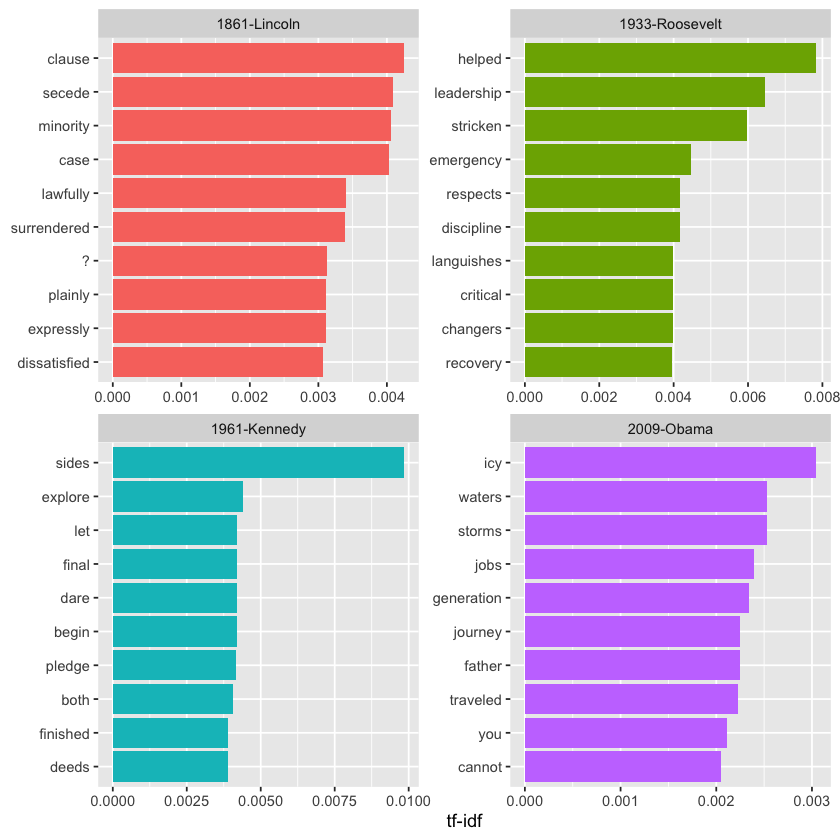 1861-Lincoln
clause
secede
minority
case
lawfully
surrendered
?
plainly
expressly
dissatisfied
0.000 0.001 0.002 0.003 0.004
1933-Roosevelt
helped
leadership
stricken
emergency
respects
discipline
languishes
critical
changers
recovery
0.000 0.002 0.004 0.006 0.008
1961-Kennedy
sides
explore
let
final
dare
begin
pledge
both
finished
deeds
0.0000 0.0025 0.0050 0.0075 0.0100
2009-Obama
icy
waters
storms
jobs
generation
journey
father
traveled
you
cannot
0.000 0.001 0.002 0.003
tf-idf